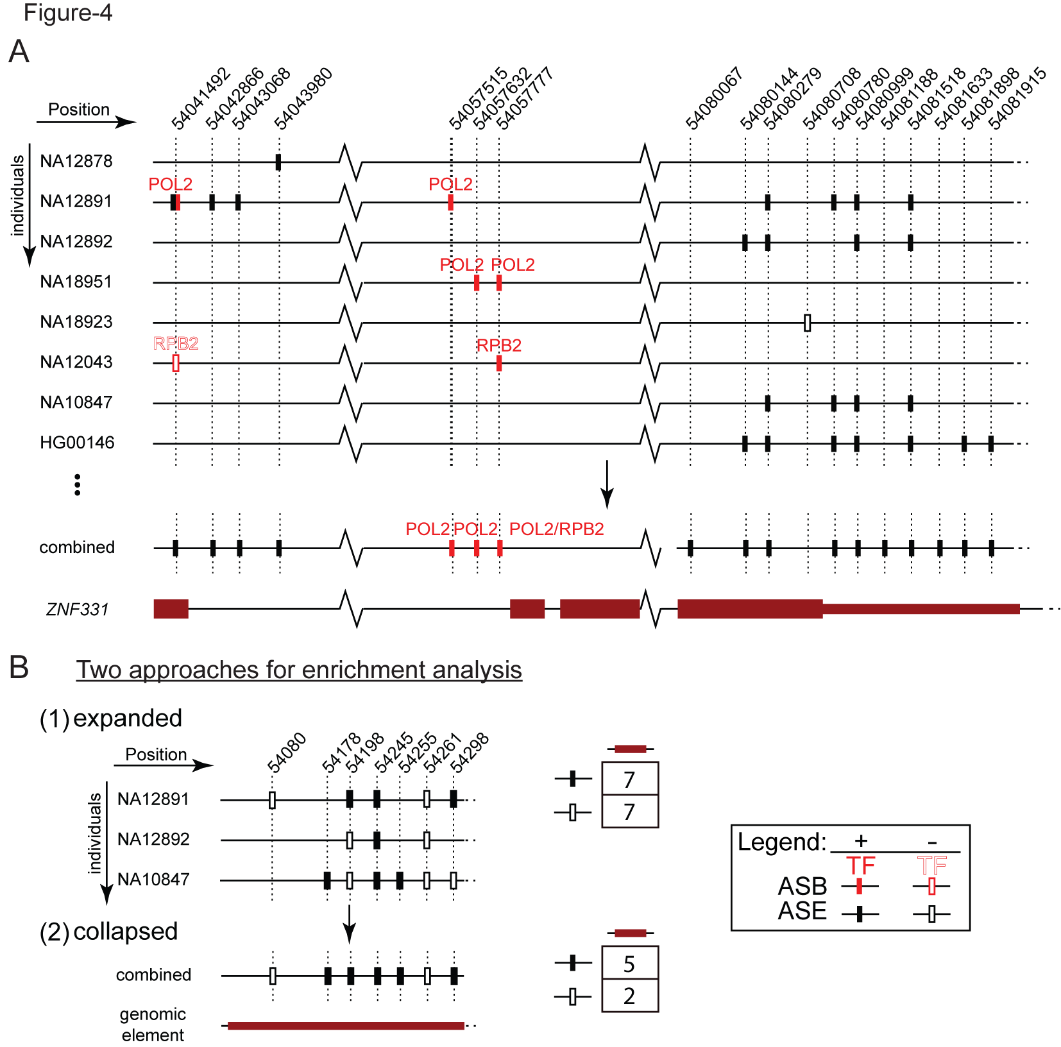 Figure-4
A
Position
54041492
54042866
54043068
54043980
54057515
54057632
5405777
54080067
54080144
54080279
54080708
54080780
54080999
54081188
54081518
54081633
54081898
54081915
individuals
NA12878
POL2 POL2
NA12891
NA12892
POL2 POL2
NA18951
NA18923
RPB2 RPB2
NA12043
NA10847
HG00146
POL2 POL2 POL2/RPB2
combined
ZNF331
B Two approaches for enrichment analysis
(1) expanded
Position
54080
54178
54198
54245
54255
54261
54298
individuals
NA12891
NA12892
NA10847
7
7
Legend: + -
TF TF
ASB
ASE
(2) collapsed
combined
5
2
genomic
element